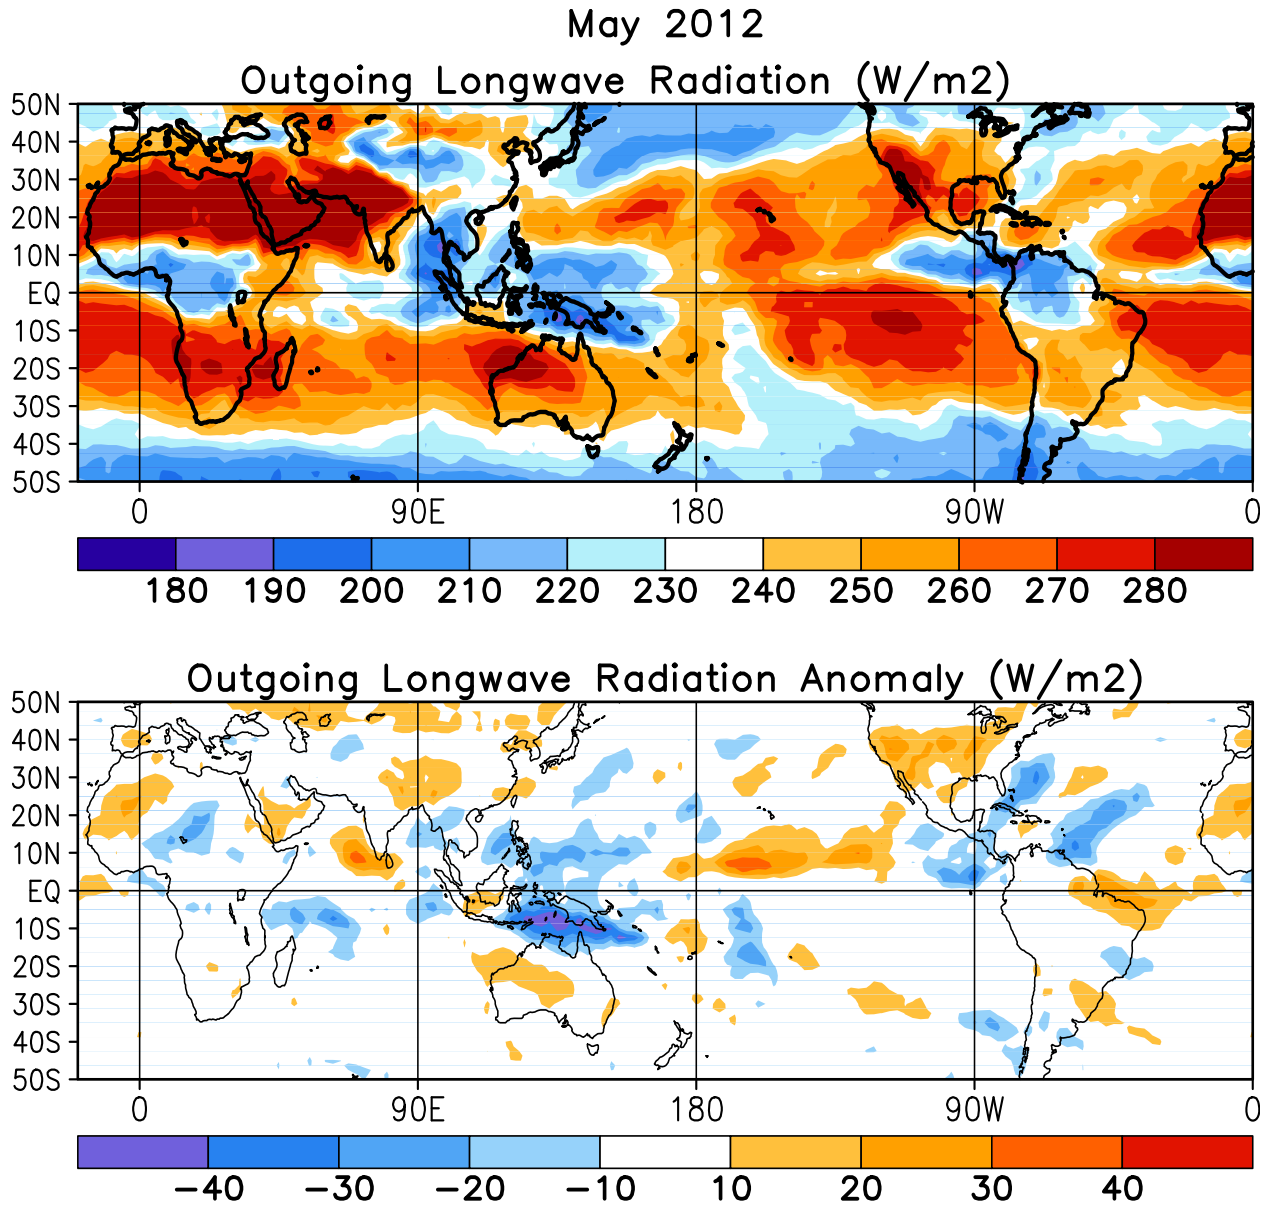 May 2012
Outgoing Longwave Radiation (W/m2)
50N
40N
30N
20N
10N
EQ
10S
20S
30S
40S
50S
0 90E 180 90W 0
180 190 200 210 220 230 240 250 260 270 280
Outgoing Longwave Radiation Anomaly (W/m2)
50N
40N
30N
20N
10N
EQ
10S
20S
30S
40S
50S
0 90E 180 90W 0
−40 −30 −20 −10 10 20 30 40